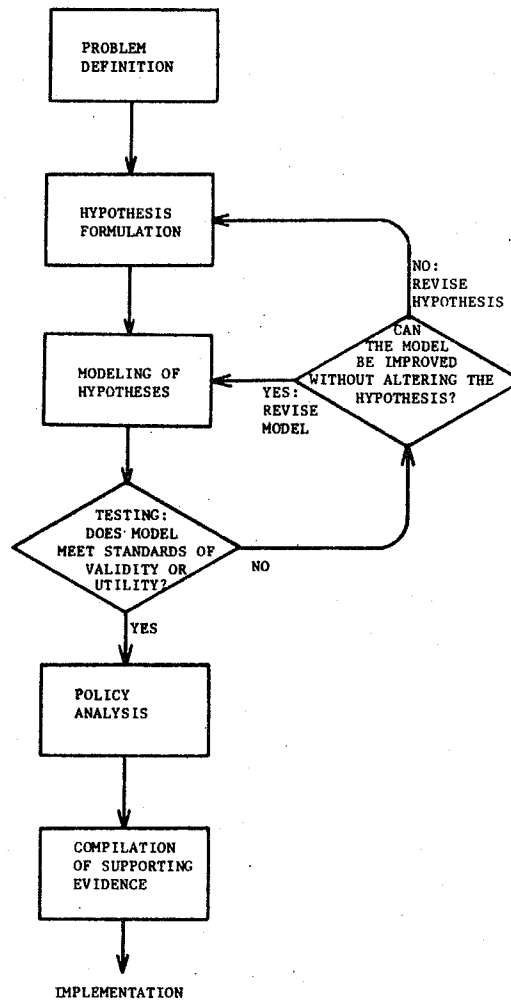 PROBLEM
DEFINITION
HYPOTHESIS
FORMULATION
NO:
REVISE
HYPOTHESIS
CAN
THE MODEL
BE IMPROVED
WITHOUT ALTERING THE
HYPOTHESIS?
MODELING OF
HYPOTHESES
YES:
REVISE
MODEL
TESTING:
DOES MODEL
MEET STANDARDS OF
VALIDITY OR
UTILITY?
NO
YES
POLICY
ANALYSIS
COMPILATION
OF SUPPORTING
EVIDENCE
IMPLEMENTATION